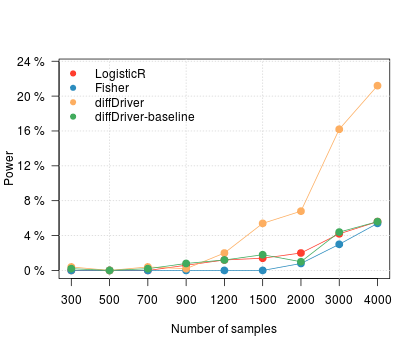 24 %
20 %
16 %
12 %
8 %
4 %
0 %
Power
LogisticR
Fisher
diffDriver
diffDriver-baseline
300 500 700 900 1200 1500 2000 3000 4000
Number of samples